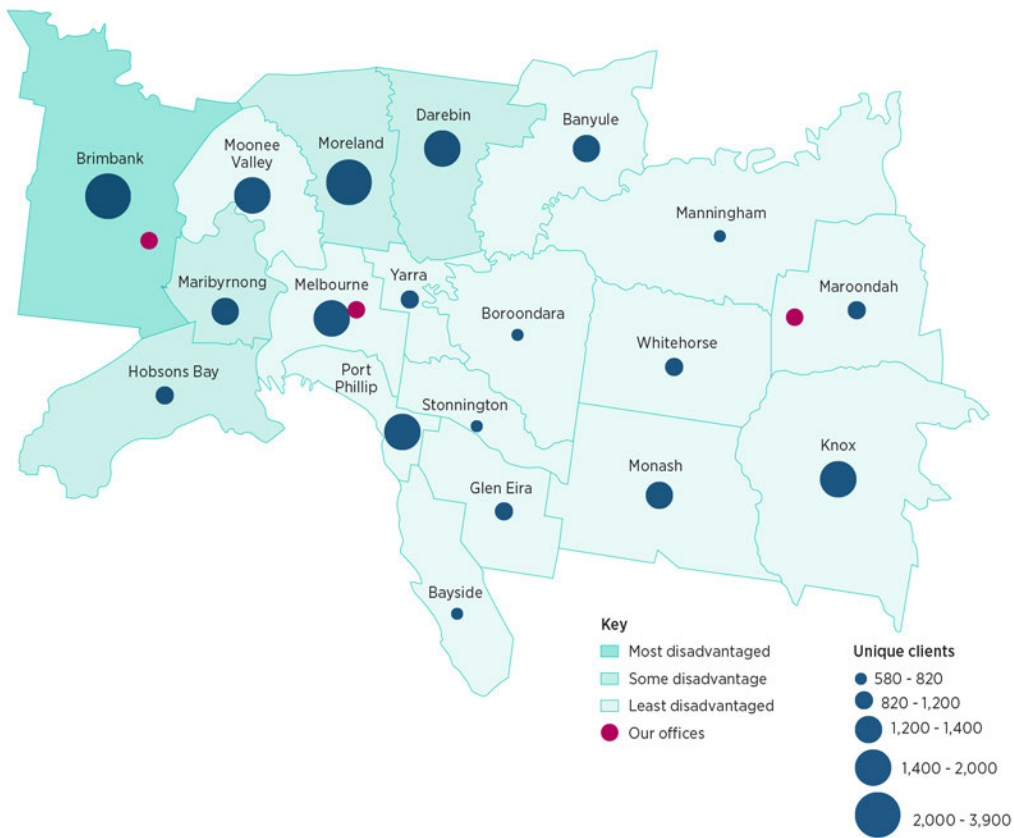 Brimbank
Moonee
Valley
Moreland
Darebin
Banyule
Manningham
Maribyrnong
Melbourne
Yarra
Boroondara
Maroondah
Whitehorse
Hobsons Bay
Port
Phillip
Stonnington
Knox
Monash
Glen Eira
Bayside
Key
Most disadvantaged
Some disadvantage
Least disadvantaged
Our offices
Unique clients
580 - 820
820 - 1,200
1,200 - 1,400
1,400 - 2,000
2,000 - 3,900